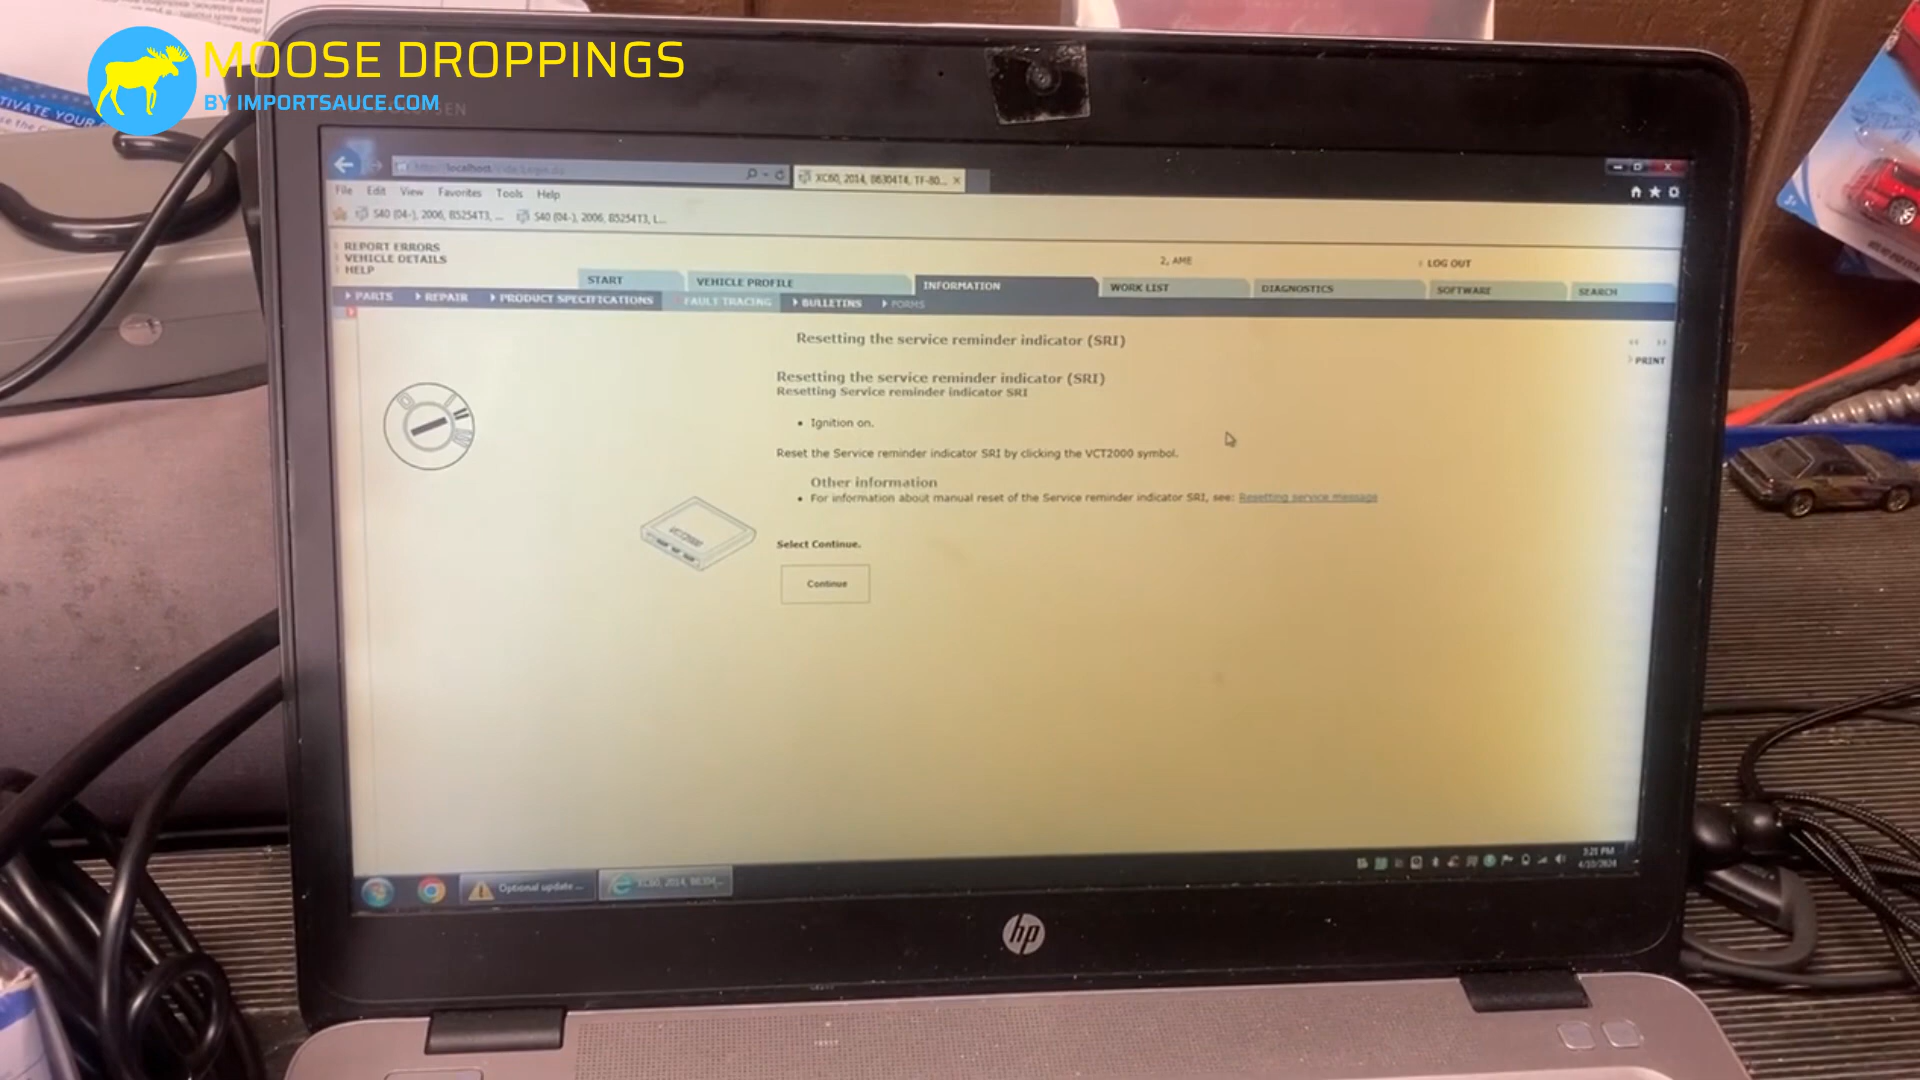 MOOSE DROPPINGS
BY IMPORTSAUCE.COM
XC60, 2014, B6304T4, TF-80...
File Edit View Favorites Tools Help
S40 (04-), 2006, B5254T3, ... S40 (04-), 2006, B5254T3, L...
REPORT ERRORS
VEHICLE DETAILS
HELP
2, AME
LOG OUT
START VEHICLE PROFILE INFORMATION WORK LIST DIAGNOSTICS SOFTWARE SEARCH
PARTS REPAIR PRODUCT SPECIFICATIONS FAULT TRACING BULLETINS FORMS
Resetting the service reminder indicator (SRI)
PRINT
Resetting the service reminder indicator (SRI)
Resetting Service reminder indicator SRI
• Ignition on.
Reset the Service reminder indicator SRI by clicking the VCT2000 symbol.
Other information
• For information about manual reset of the Service reminder indicator SRI, see: Resetting service message
VCT2000
Select Continue.
Continue
Optional update ... XC60, 2014, B6304...
3:21 PM
hp